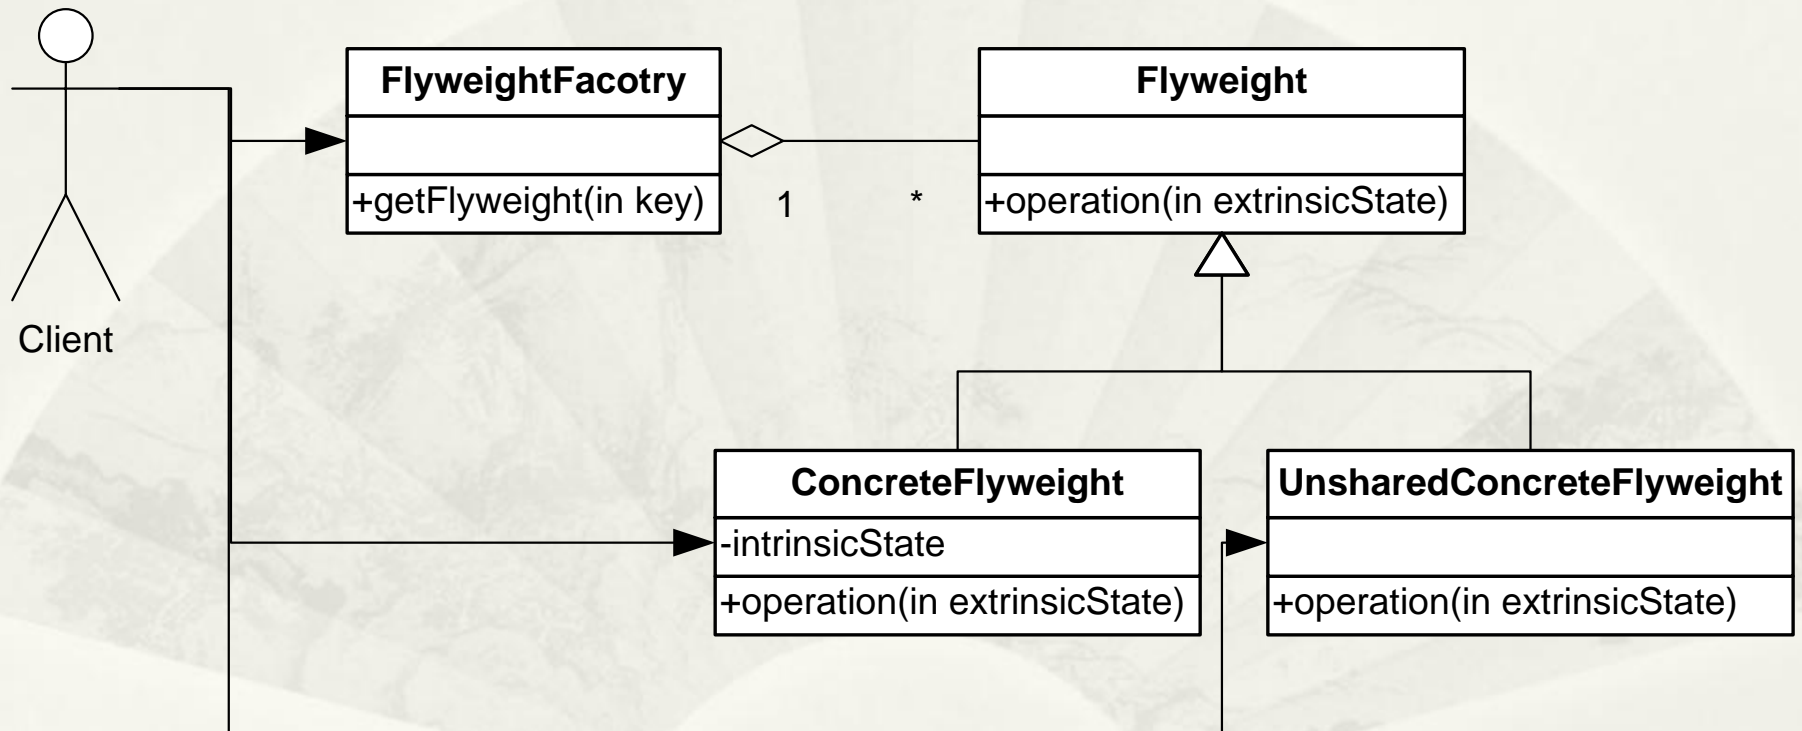 FlyweightFacotry
+getFlyweight(in key)
1
*
Flyweight
+operation(in extrinsicState)
Client
ConcreteFlyweight
-intrinsicState
+operation(in extrinsicState)
UnsharedConcreteFlyweight
+operation(in extrinsicState)